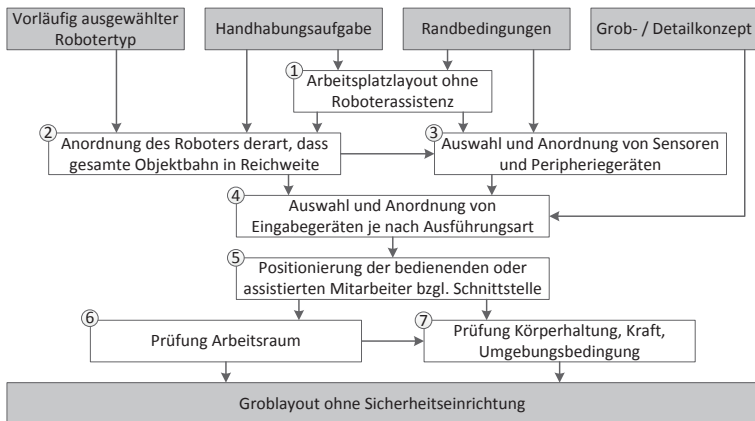 Vorläufig ausgewählter
Robotertyp
Handhabungsaufgabe
Randbedingungen
Grob- / Detailkonzept
1
Arbeitsplatzlayout ohne
Roboterassistenz
2
Anordnung des Roboters derart, dass
gesamte Objektbahn in Reichweite
3
Auswahl und Anordnung von Sensoren
und Peripheriegeräten
4
Auswahl und Anordnung von
Eingabegeräten je nach Ausführungsart
5
Positionierung der bedienenden oder
assistierten Mitarbeiter bzgl. Schnittstelle
6
Prüfung Arbeitsraum
7
Prüfung Körperhaltung, Kraft,
Umgebungsbedingung
Groblayout ohne Sicherheitseinrichtung